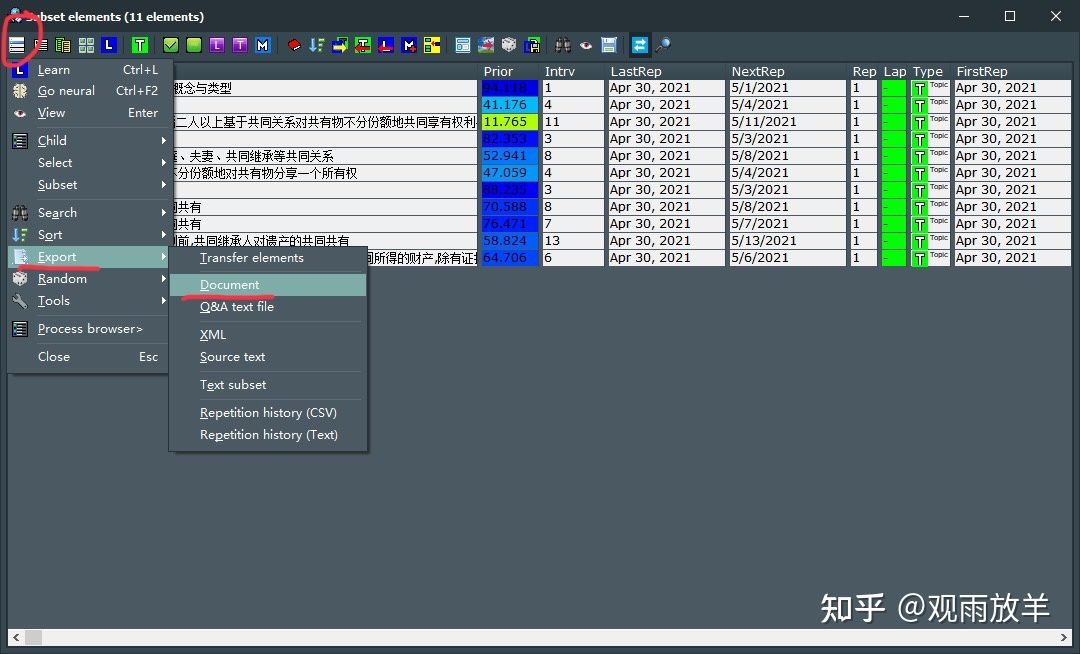 Subset elements (11 elements)
Learn Ctrl+L
Go neural Ctrl+F2
View Enter
Child
Select
Subset
Search
Sort
Export
Random
Tools
Process browser>
Close Esc
Transfer elements
Document
Q&A text file
XML
Source text
Text subset
Repetition history (CSV)
Repetition history (Text)
Prior Intrv LastRep NextRep Rep Lap Type FirstRep
概念与类型 94.118 1 Apr 30, 2021 5/1/2021 1 - T Topic Apr 30, 2021
41.176 4 Apr 30, 2021 5/4/2021 1 - T Topic Apr 30, 2021
二人以上基于共同关系对共有物不分份额地共同享有权利 11.765 11 Apr 30, 2021 5/11/2021 1 - T Topic Apr 30, 2021
82.353 3 Apr 30, 2021 5/3/2021 1 - T Topic Apr 30, 2021
、夫妻、共同继承等共同关系 52.941 8 Apr 30, 2021 5/8/2021 1 - T Topic Apr 30, 2021
不分份额地对共有物分享一个所有权 47.059 4 Apr 30, 2021 5/4/2021 1 - T Topic Apr 30, 2021
88.235 3 Apr 30, 2021 5/3/2021 1 - T Topic Apr 30, 2021
共有 70.588 8 Apr 30, 2021 5/8/2021 1 - T Topic Apr 30, 2021
共有 76.471 7 Apr 30, 2021 5/7/2021 1 - T Topic Apr 30, 2021
前,共同继承人对遗产的共同共有 58.824 13 Apr 30, 2021 5/13/2021 1 - T Topic Apr 30, 2021
所得的财产,除有证 64.706 6 Apr 30, 2021 5/6/2021 1 - T Topic Apr 30, 2021
知乎 @观雨放羊